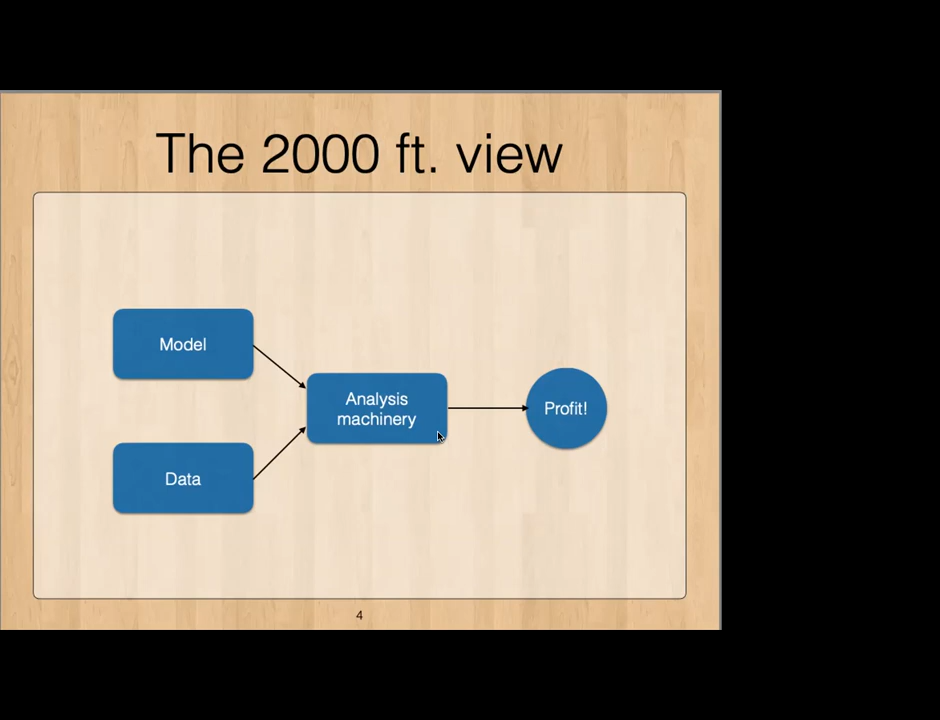 The 2000 ft. view
Model
Analysis
machinery
Profit!
Data
4